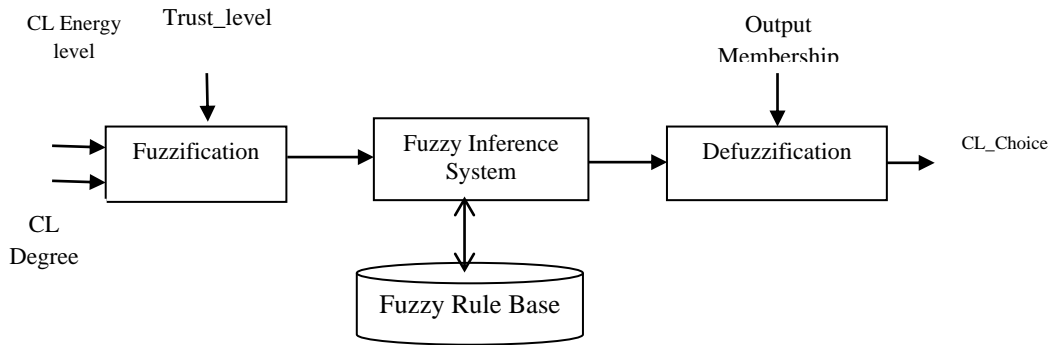 CL Energy
level
Trust_level
Output
Membership
Fuzzification
Fuzzy Inference
System
Defuzzification
CL_Choice
CL
Degree
Fuzzy Rule Base